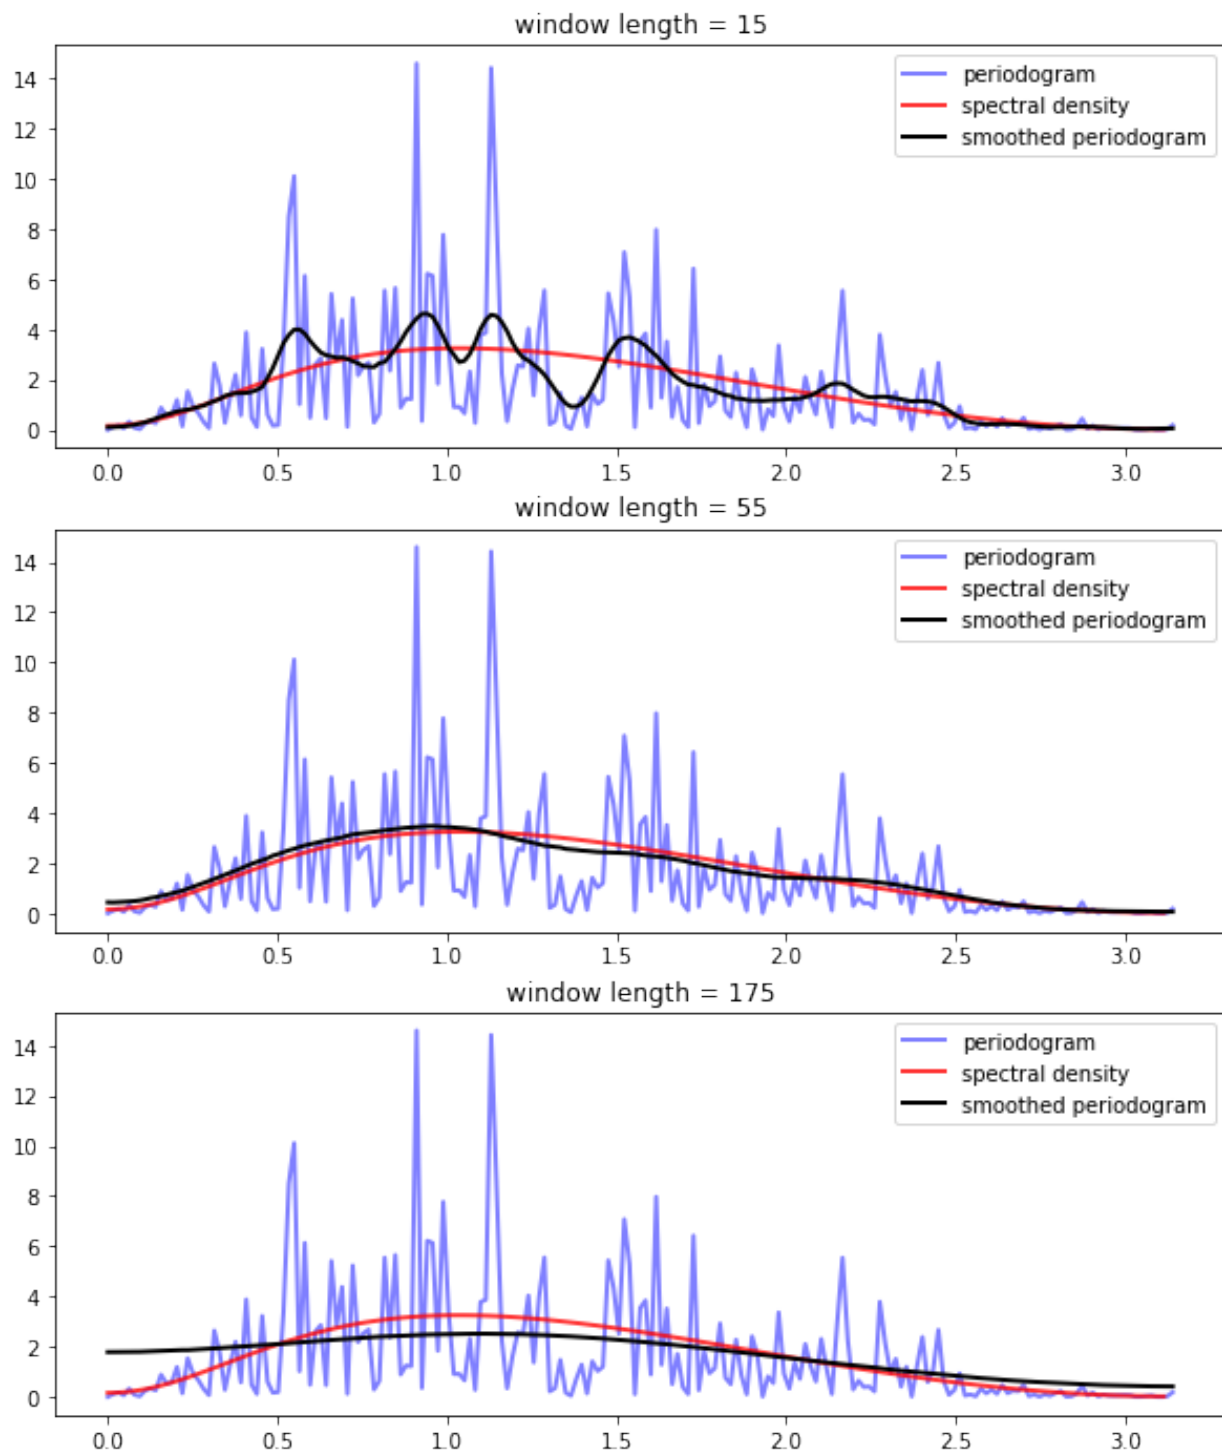 window length = 15
periodogram
spectral density
smoothed periodogram
14
12
10
8
6
4
2
0
0.0 0.5 1.0 1.5 2.0 2.5 3.0
window length = 55
periodogram
spectral density
smoothed periodogram
14
12
10
8
6
4
2
0
0.0 0.5 1.0 1.5 2.0 2.5 3.0
window length = 175
periodogram
spectral density
smoothed periodogram
14
12
10
8
6
4
2
0
0.0 0.5 1.0 1.5 2.0 2.5 3.0